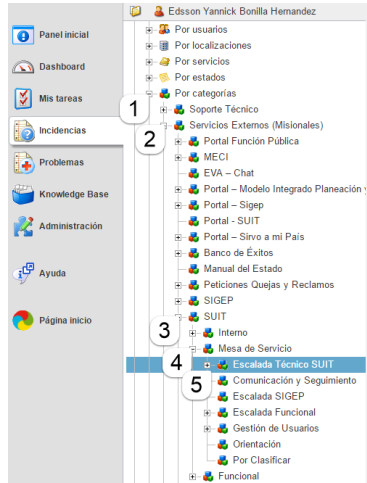 Edsson Yannick Bonilla Hernandez
Panel inicial
Dashboard
Mis tareas
Incidencias
Problemas
Knowledge Base
Administración
Ayuda
Página inicio
Por usuarios
Por localizaciones
Por servicios
Por estados
Por categorías
1 Soporte Técnico
2 Servicios Externos (Misionales)
Portal Función Pública
MECI
EVA – Chat
Portal – Modelo Integrado Planeación y
Portal – Sigep
Portal - SUIT
Portal – Sirvo a mi País
Banco de Éxitos
Manual del Estado
Peticiones Quejas y Reclamos
SIGEP
SUIT
3 Interno
Mesa de Servicio
4 Escalada Técnico SUIT
5 Comunicación y Seguimiento
Escalada SIGEP
Escalada Funcional
Gestión de Usuarios
Orientación
Por Clasificar
Funcional